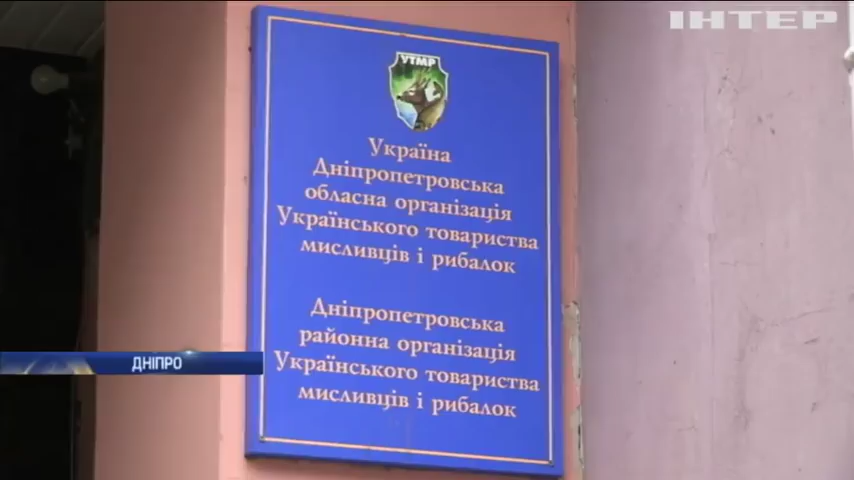 ІНТЕР
УТМР
Україна
Дніпропетровська
обласна організація
Українського товариства
мисливців і рибалок
Дніпропетровська
районна організація
Українського товариства
мисливців і рибалок
ДНІПРО